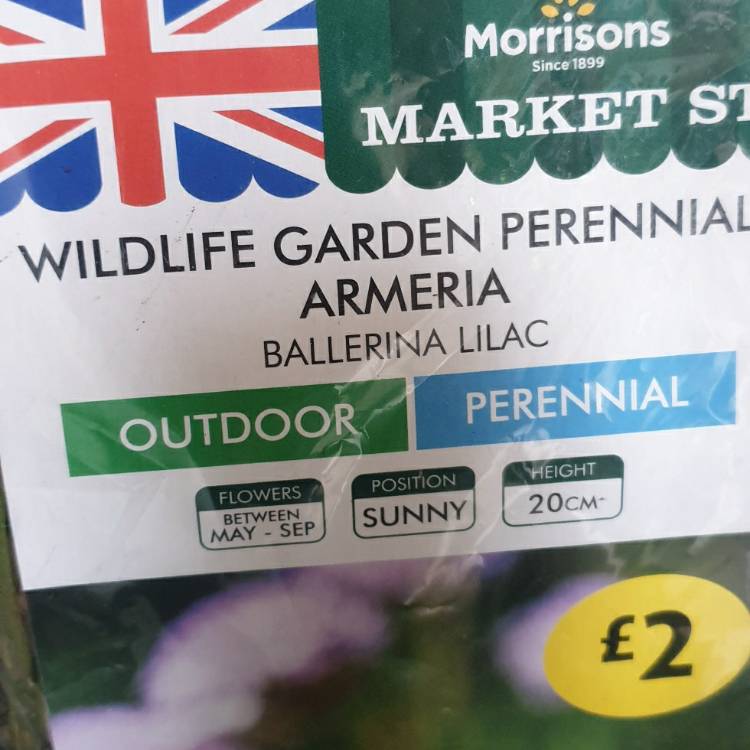 Morrisons
Since 1899
MARKET ST
WILDLIFE GARDEN PERENNIAL
ARMERIA
BALLERINA LILAC
OUTDOOR
PERENNIAL
FLOWERS
BETWEEN
MAY - SEP
POSITION
SUNNY
HEIGHT
20CM-
£2